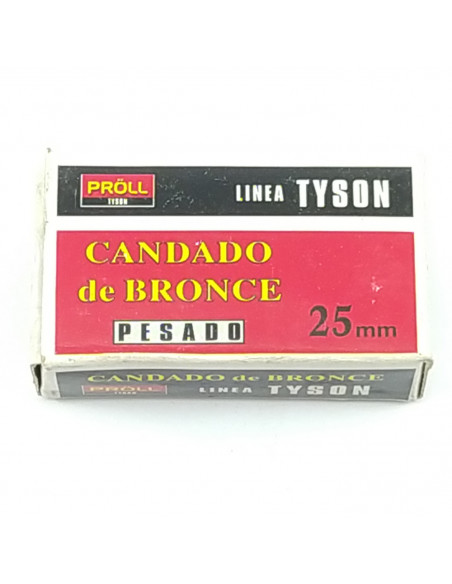 PRÖLL
TYSON
LINEA TYSON
CANDADO
de BRONCE
PESADO
25mm
CANDADO de BRONCE
PRÖLL
TYSON
LINEA TYSON